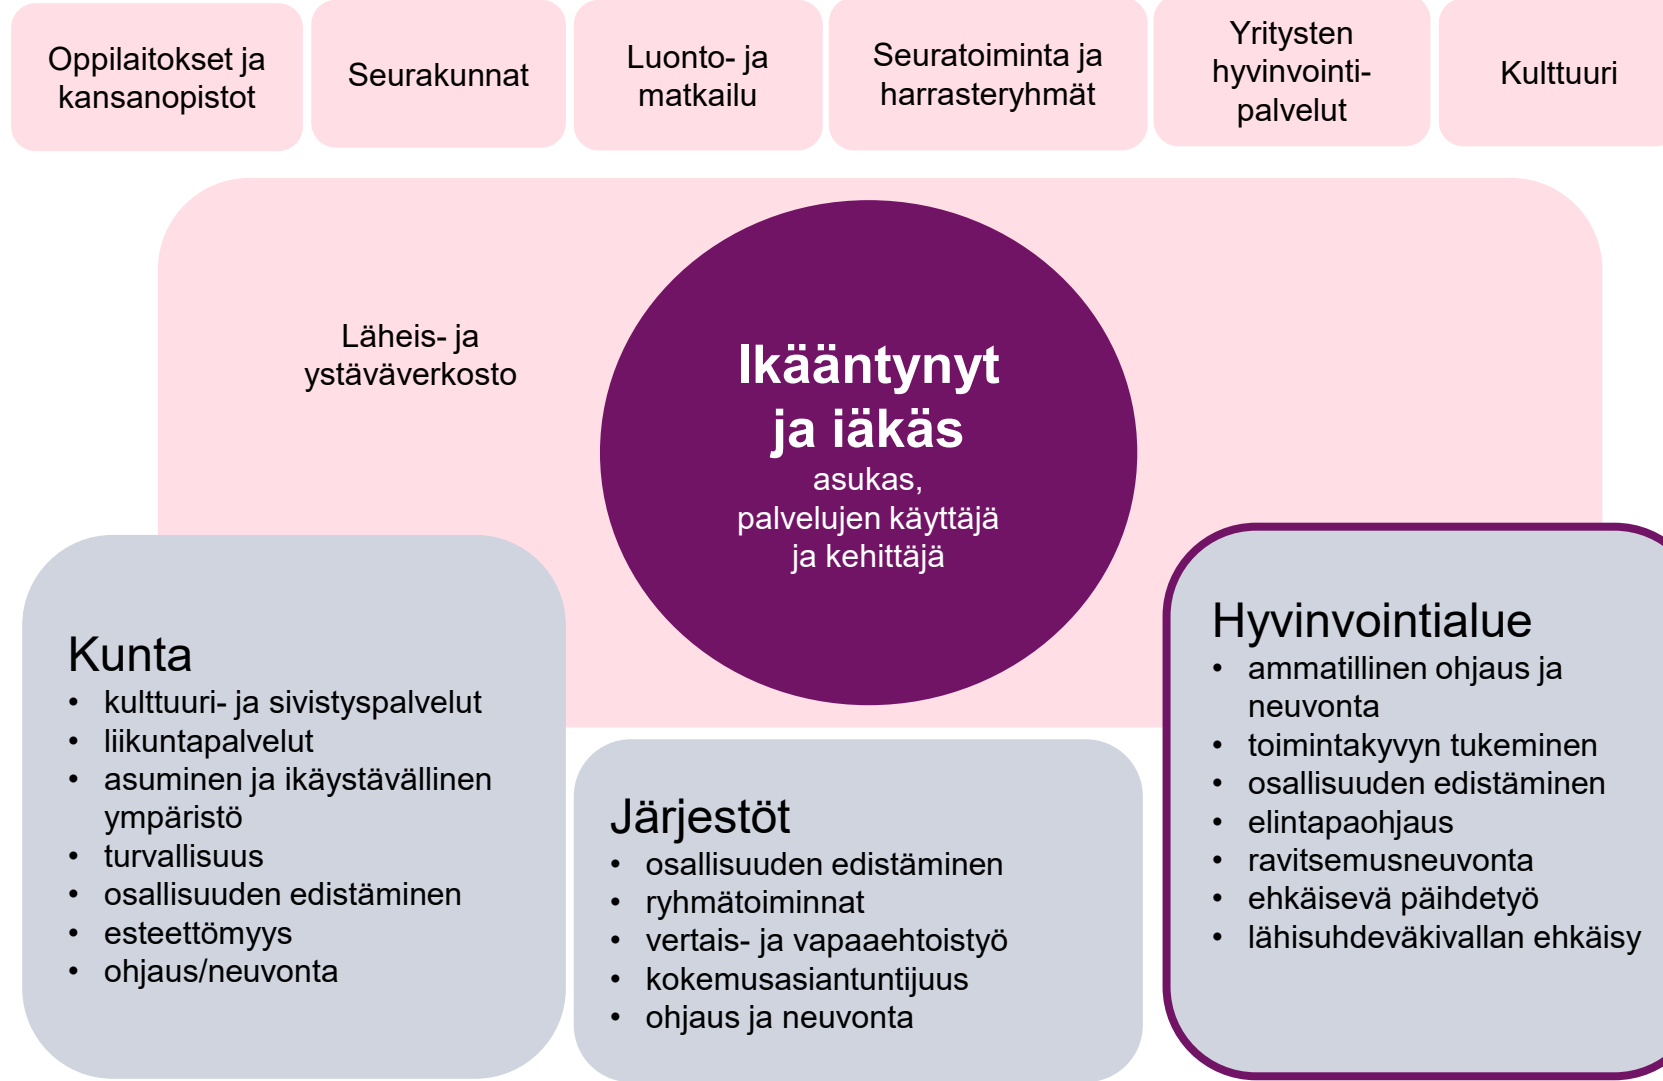 Oppilaitokset ja
kansanopistot
Seurakunnat
Luonto- ja
matkailu
Seuratoiminta ja
harrasteryhmät
Yritysten
hyvinvointi-
palvelut
Kulttuuri
Läheis- ja
ystäväverkosto
Ikääntynyt
ja iäkäs
asukas,
palvelujen käyttäjä
ja kehittäjä
Kunta
• kulttuuri- ja sivistyspalvelut
• liikuntapalvelut
• asuminen ja ikäystävällinen
ympäristö
• turvallisuus
• osallisuuden edistäminen
• esteettömyys
• ohjaus/neuvonta
Järjestöt
• osallisuuden edistäminen
• ryhmätoiminnat
• vertais- ja vapaaehtoistyö
• kokemusasiantuntijuus
• ohjaus ja neuvonta
Hyvinvointialue
• ammatillinen ohjaus ja
neuvonta
• toimintakyvyn tukeminen
• osallisuuden edistäminen
• elintapaohjaus
• ravitsemusneuvonta
• ehkäisevä päihdetyö
• lähisuhdeväkivallan ehkäisy